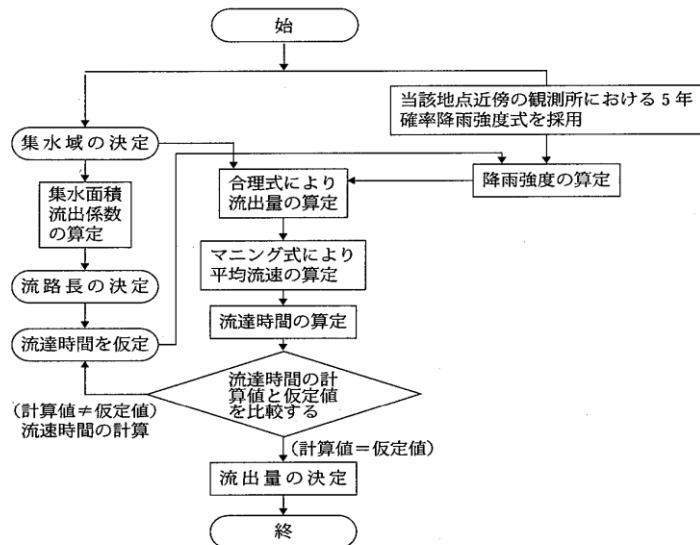 始
当該地点近傍の観測所における5年
確率降雨強度式を採用
集水域の決定
合理式により
流出量の算定
降雨強度の算定
集水面積
流出係数
の算定
マニング式により
平均流速の算定
流路長の決定
流達時間の算定
流達時間を仮定
流達時間の計
算値と仮定値
を比較する
(計算値≠仮定値)
流速時間の計算
(計算値=仮定値)
流出量の決定
終